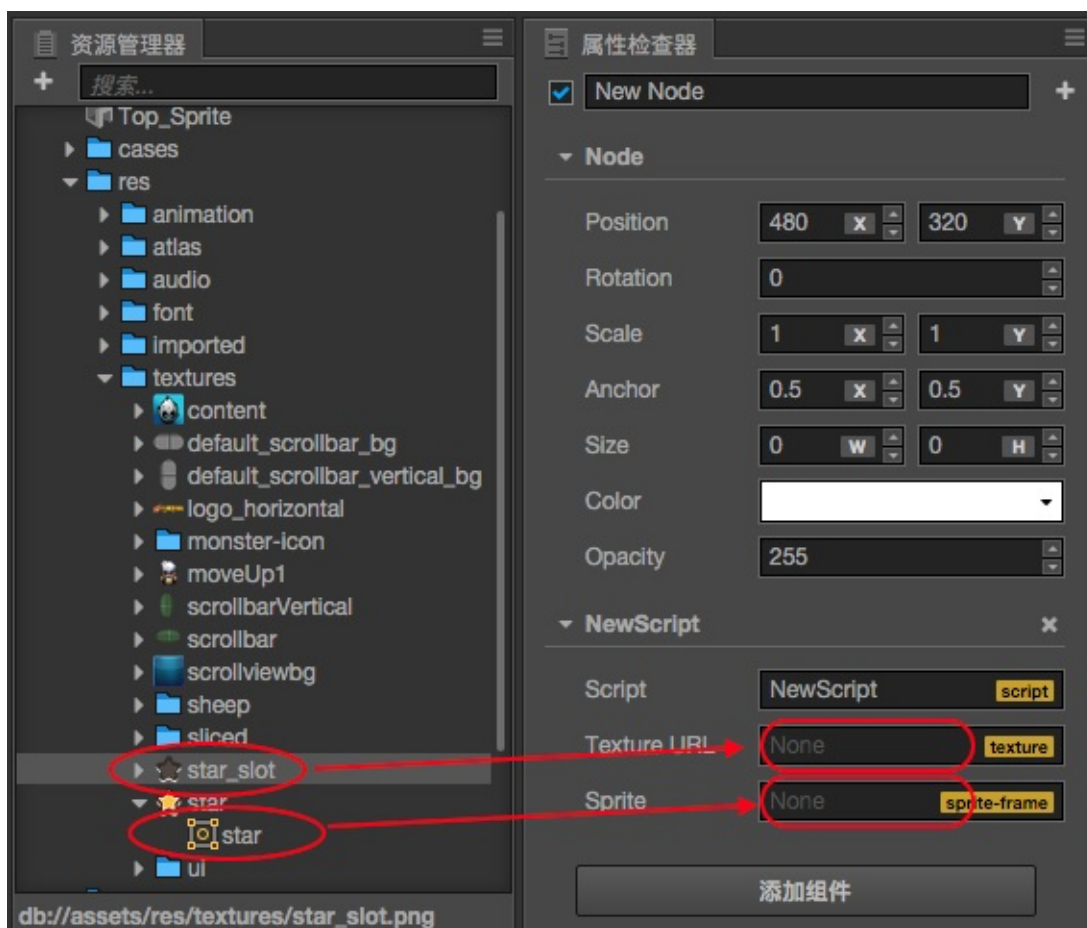 资源管理器
搜索...
Top_Sprite
cases
res
animation
atlas
audio
font
imported
textures
content
default_scrollbar_bg
default_scrollbar_vertical_bg
logo_horizontal
monster-icon
moveUp1
scrollbarVertical
scrollbar
scrollviewbg
sheep
sliced
star_slot
star
star
ui
db://assets/res/textures/star_slot.png
属性检查器
New Node
Node
Position 480 X 320 Y
Rotation 0
Scale 1 X 1 Y
Anchor 0.5 X 0.5 Y
Size 0 W 0 H
Color
Opacity 255
NewScript
Script NewScript script
Texture URL None texture
Sprite None sprite-frame
添加组件